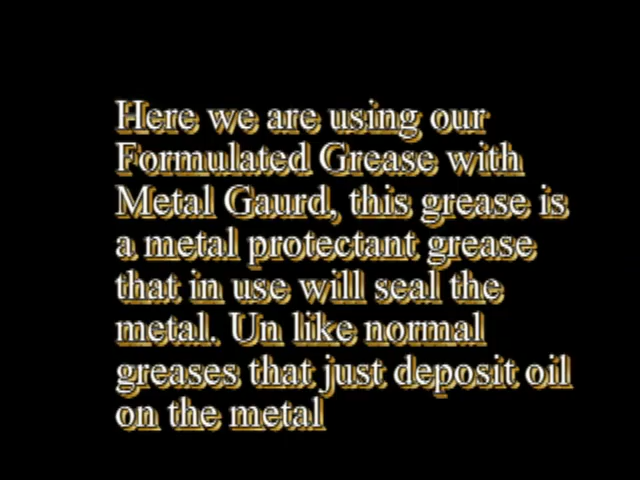 Here we are using our
Formulated Grease with
Metal Gaurd, this grease is
a metal protectant grease
that in use will seal the
metal. Un like normal
greases that just deposit oil
on the metal